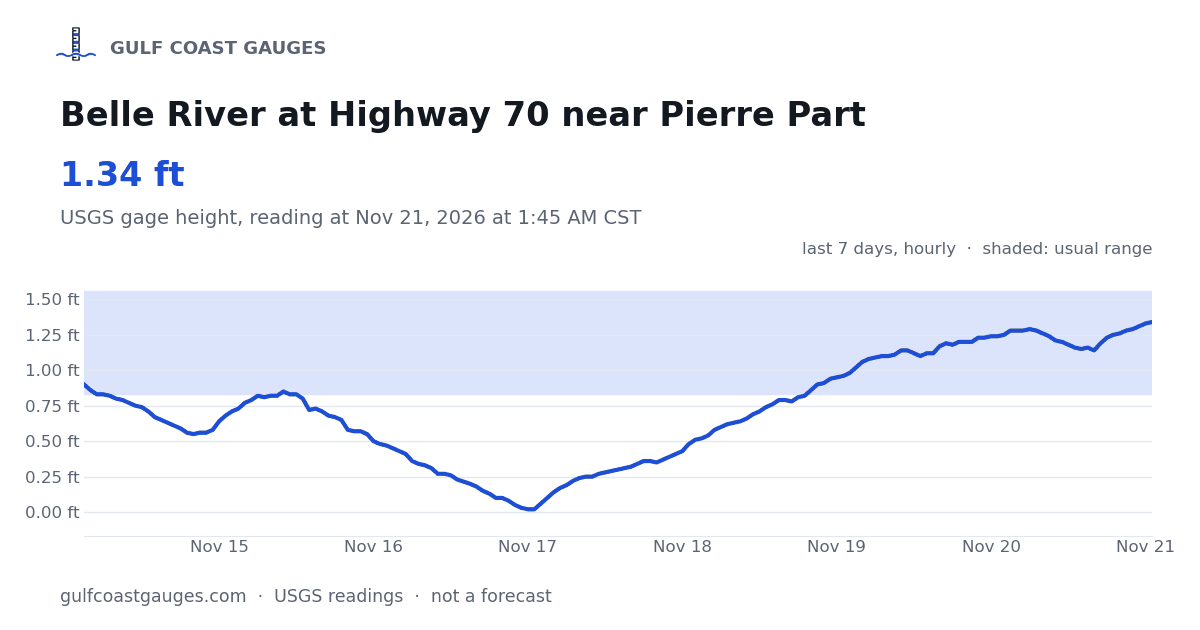 GULF COAST GAUGES
Belle River at Highway 70 near Pierre Part
1.34 ft
USGS gage height, reading at Nov 21, 2026 at 1:45 AM CST
last 7 days, hourly · shaded: usual range
1.50 ft
1.25 ft
1.00 ft
0.75 ft
0.50 ft
0.25 ft
0.00 ft
Nov 15 Nov 16 Nov 17 Nov 18 Nov 19 Nov 20 Nov 21
gulfcoastgauges.com · USGS readings · not a forecast